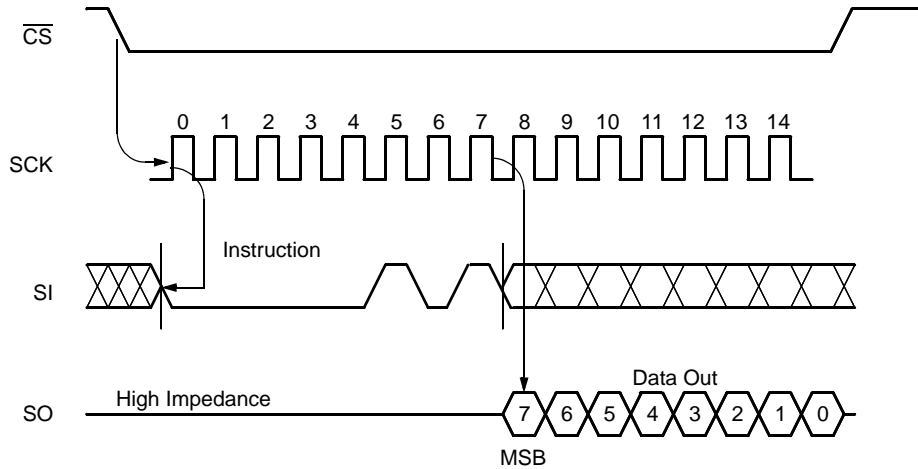 CS
0 1 2 3 4 5 6 7 8 9 10 11 12 13 14
SCK
Instruction
SI
High Impedance
Data Out
SO
7 6 5 4 3 2 1 0
MSB